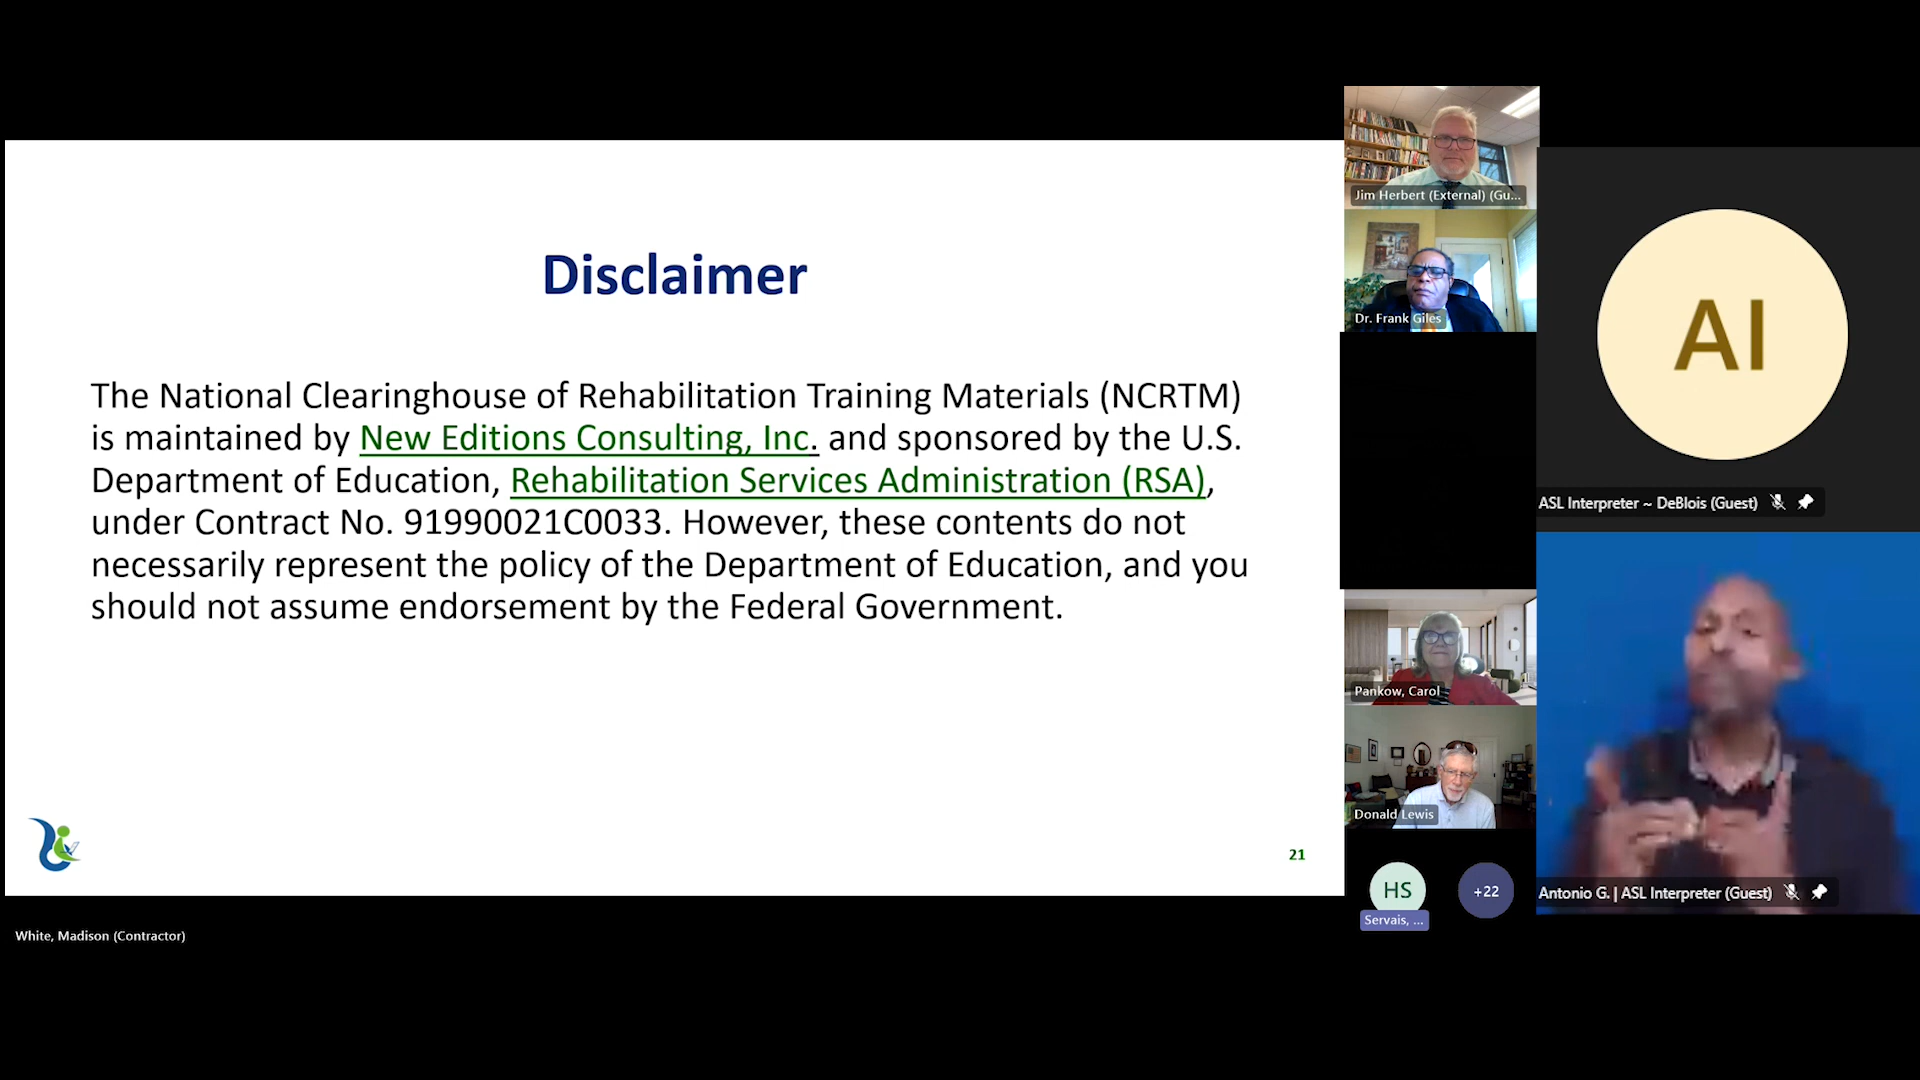 Disclaimer
The National Clearinghouse of Rehabilitation Training Materials (NCRTM)
is maintained by New Editions Consulting, Inc. and sponsored by the U.S.
Department of Education, Rehabilitation Services Administration (RSA),
under Contract No. 91990021C0033. However, these contents do not
necessarily represent the policy of the Department of Education, and you
should not assume endorsement by the Federal Government.
21
White, Madison (Contractor)
Jim Herbert (External) (Gu...
Dr. Frank Giles
Pankow, Carol
Donald Lewis
HS
Servais, ...
+22
AI
ASL Interpreter ~ DeBlois (Guest)
Antonio G. | ASL Interpreter (Guest)